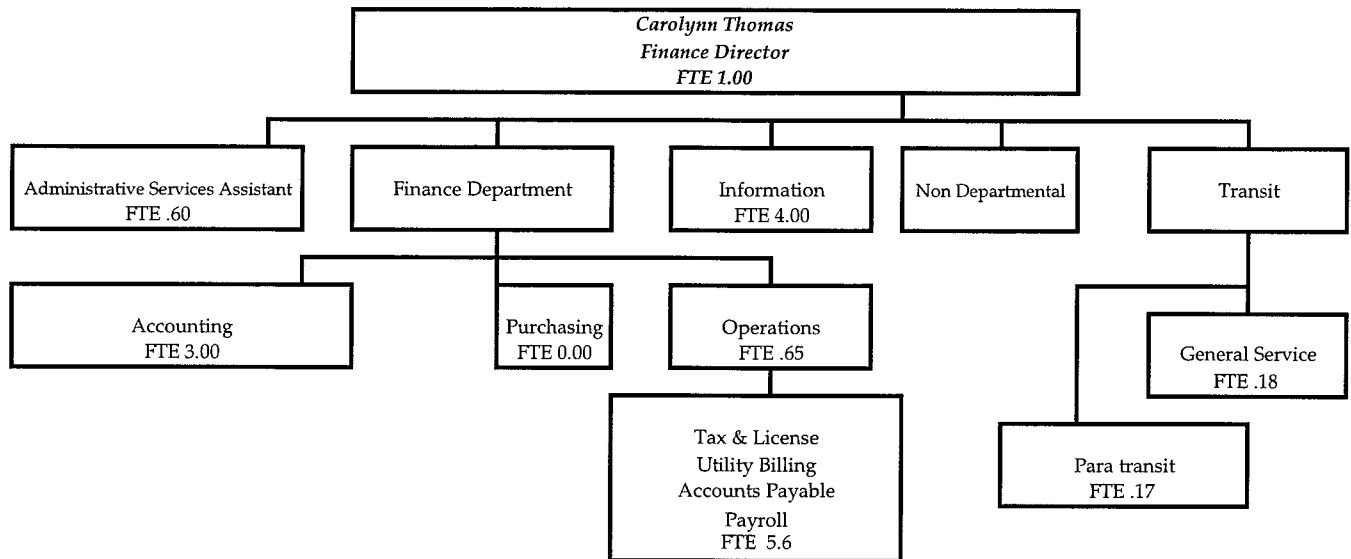 Carolynn Thomas
Finance Director
FTE 1.00
Administrative Services Assistant
FTE .60
Finance Department
Information
FTE 4.00
Non Departmental
Transit
Accounting
FTE 3.00
Purchasing
FTE 0.00
Operations
FTE .65
General Service
FTE .18
Tax & License
Utility Billing
Accounts Payable
Payroll
FTE 5.6
Para transit
FTE .17